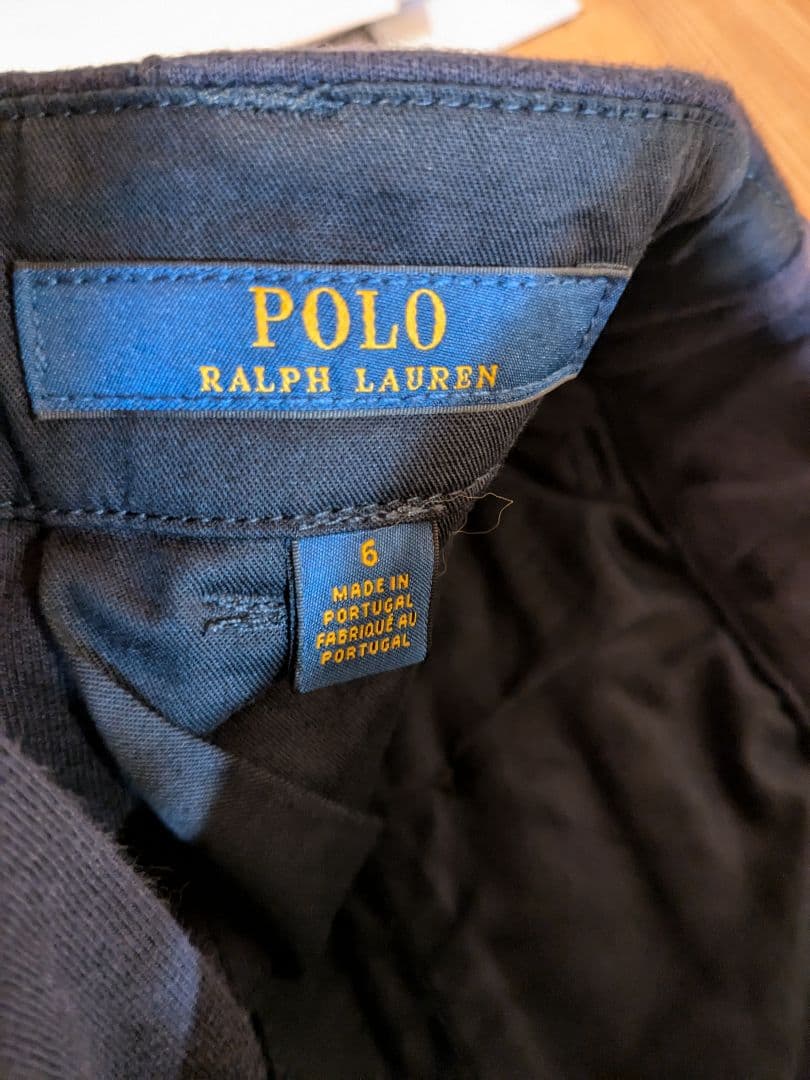 POLO
RALPH LAUREN
6
MADE IN
PORTUGAL
FABRIQUÉ AU
PORTUGAL